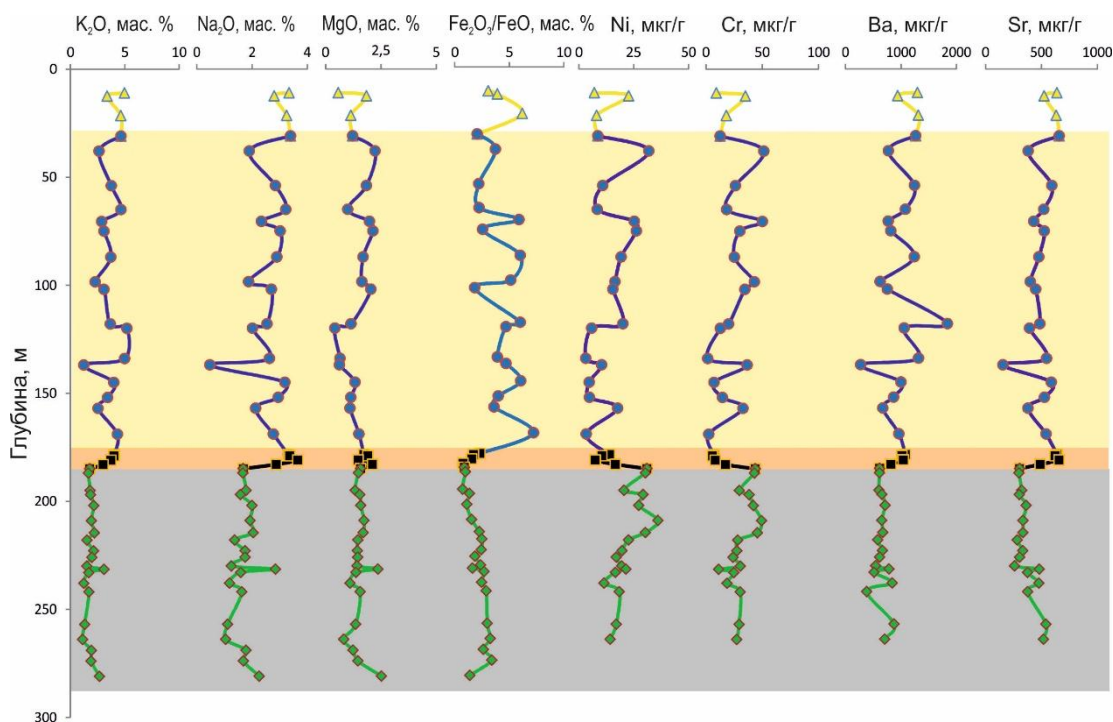 K₂O, мас. % Na₂O, мас. % MgO, мас. % Fe₂O₃/FeO, мас. % Ni, мкг/г Cr, мкг/г Ba, мкг/г Sr, мкг/г
0 5 10 0 2 4 0 2,5 5 0 5 10 0 25 50 0 50 100 0 1000 2000 0 500 1000
0
50
100
150
200
250
300
Глубина, м